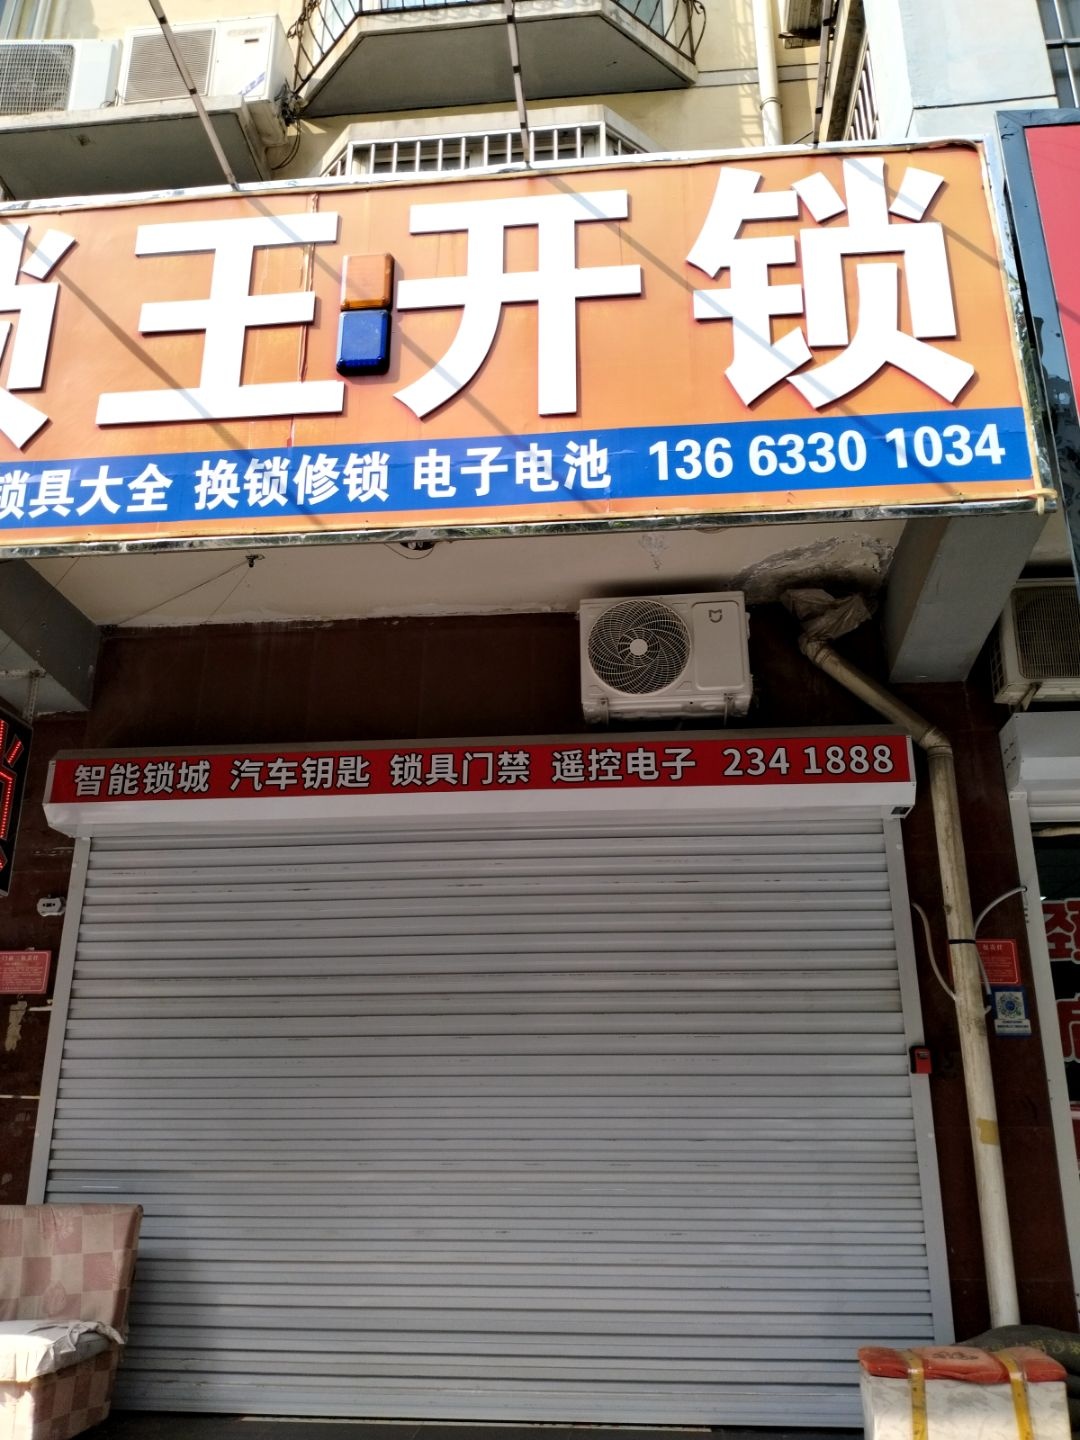 锁王开锁
锁具大全 换锁修锁 电子电池 136 6330 1034
智能锁城 汽车钥匙 锁具门禁 遥控电子 234 1888